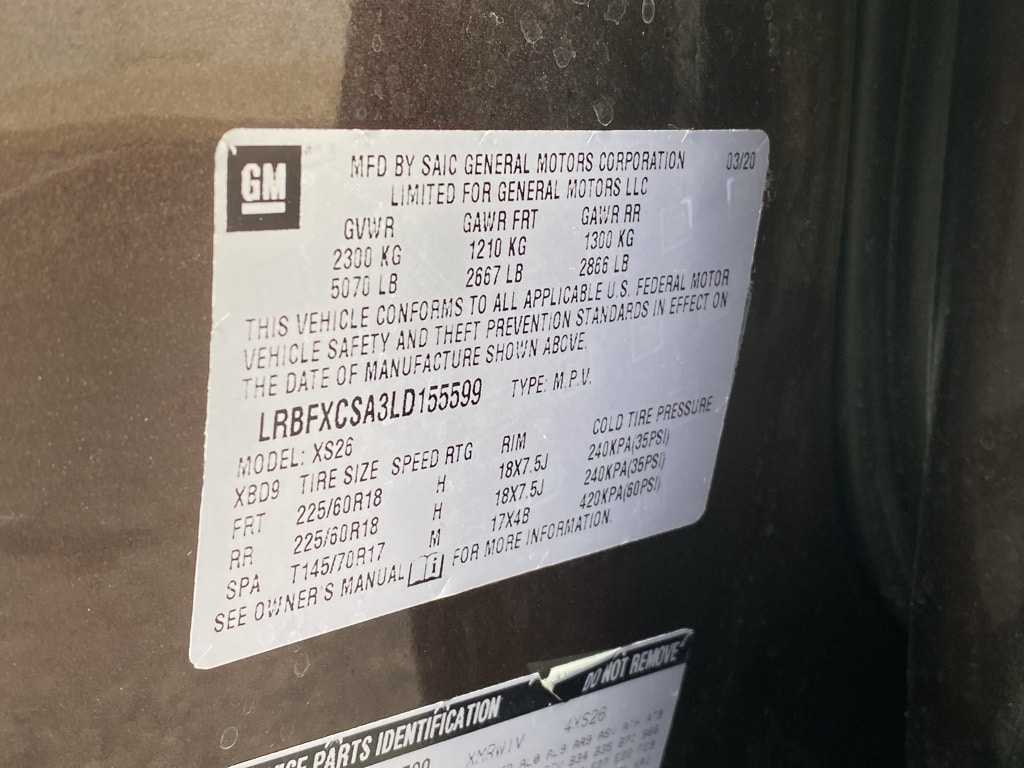 GM
MFD BY SAIC GENERAL MOTORS CORPORATION 03/20
LIMITED FOR GENERAL MOTORS LLC
GVWR GAWR FRT GAWR RR
2300 KG 1210 KG 1300 KG
5070 LB 2667 LB 2866 LB
THIS VEHICLE CONFORMS TO ALL APPLICABLE U.S. FEDERAL MOTOR
VEHICLE SAFETY AND THEFT PREVENTION STANDARDS IN EFFECT ON
THE DATE OF MANUFACTURE SHOWN ABOVE.
LRBFXCSA3LD155599 TYPE: M.P.V.
MODEL: XS26
XBD9 TIRE SIZE SPEED RTG RIM COLD TIRE PRESSURE
FRT 225/60R18 H 18X7.5J 240KPA(35PSI)
RR 225/60R18 H 18X7.5J 240KPA(35PSI)
SPA T145/70R17 M 17X4B 420KPA(60PSI)
SEE OWNER'S MANUAL FOR MORE INFORMATION.
PARTS IDENTIFICATION DO NOT REMOVE
4YS26